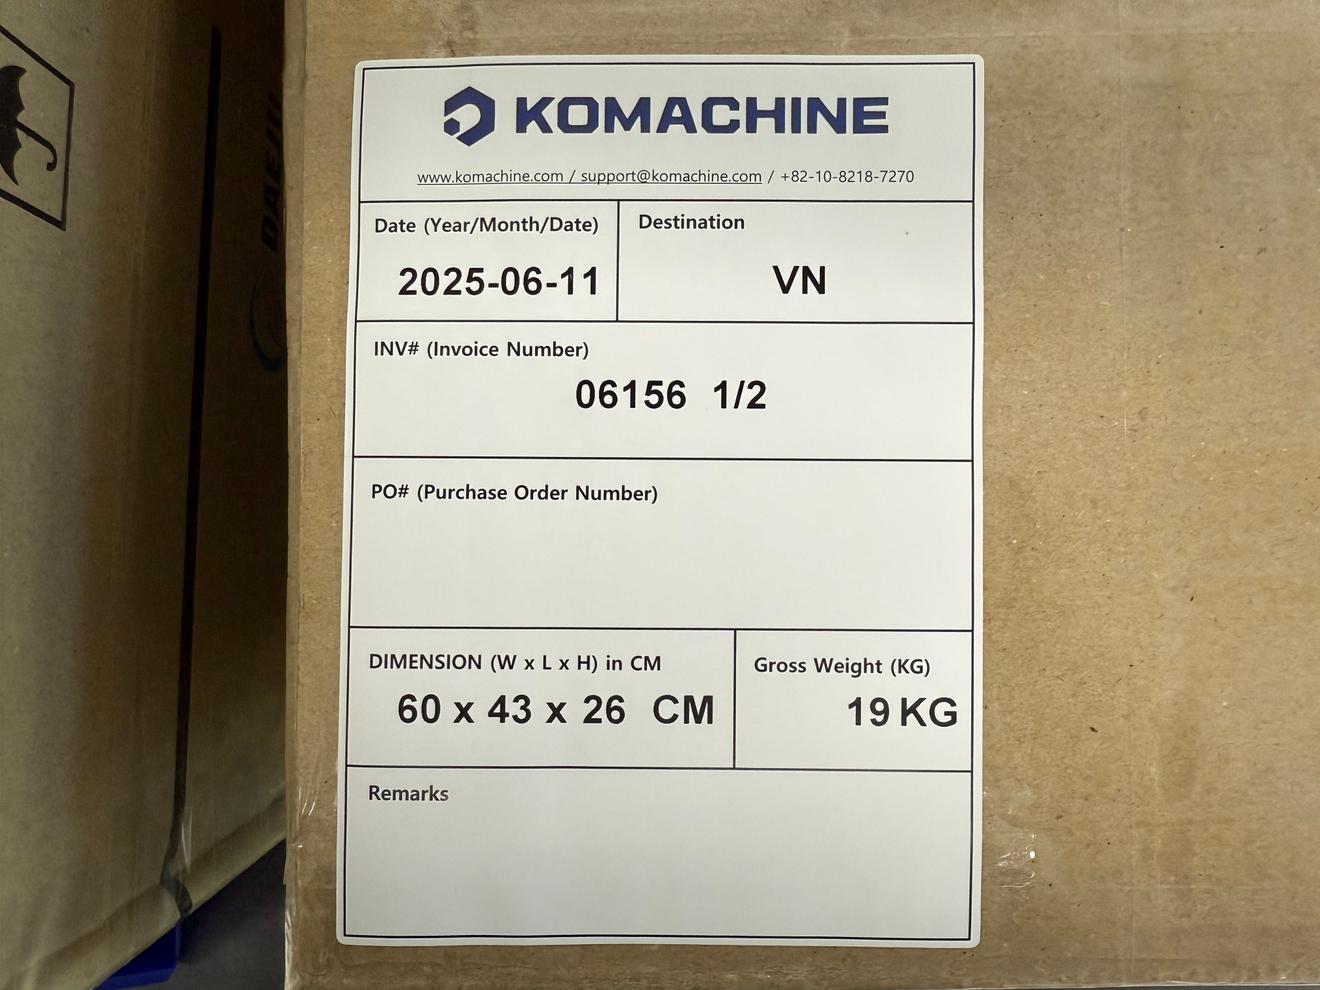 KOMACHINE
www.komachine.com / support@komachine.com / +82-10-8218-7270
Date (Year/Month/Date)
2025-06-11
Destination
VN
INV# (Invoice Number)
06156 1/2
PO# (Purchase Order Number)
DIMENSION (W x L x H) in CM
60 x 43 x 26 CM
Gross Weight (KG)
19 KG
Remarks